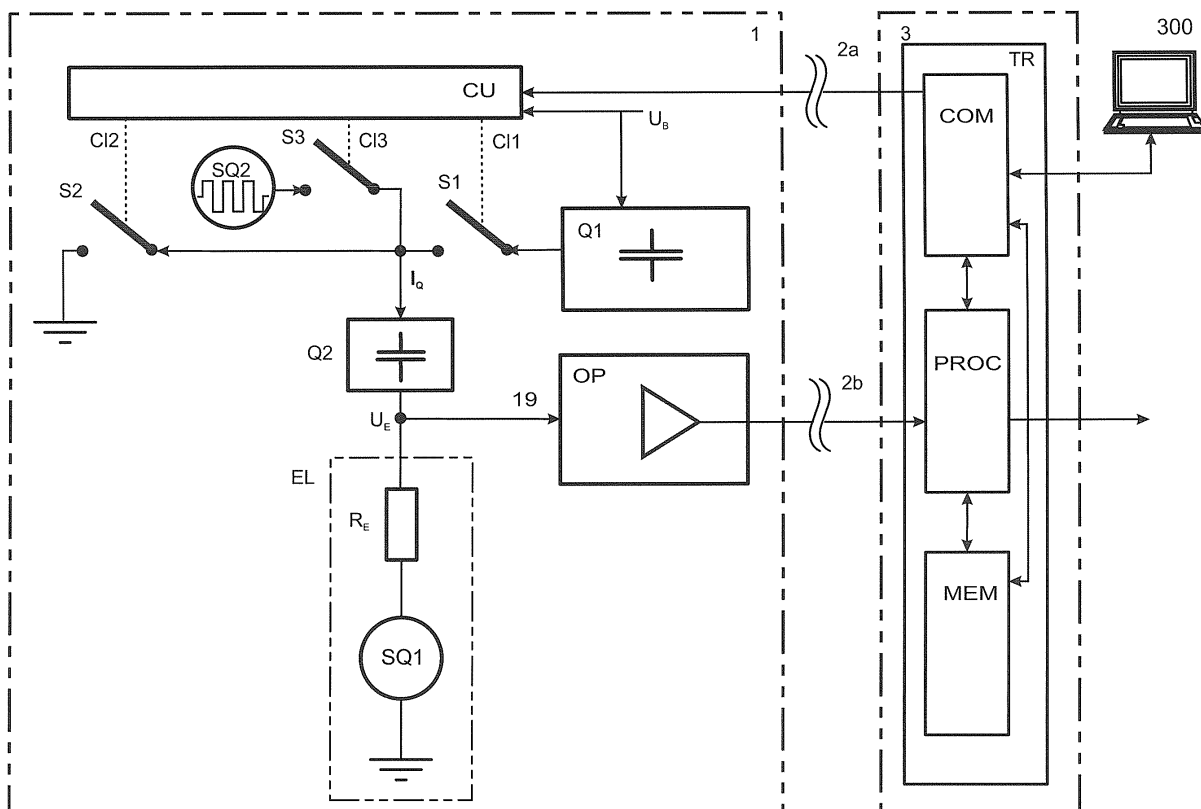 1
2a
3
300
TR
CU
COM
U_B
Cl2
S3
Cl3
Cl1
SQ2
S2
S1
Q1
I_Q
Q2
OP
PROC
2b
19
U_E
EL
R_E
MEM
SQ1